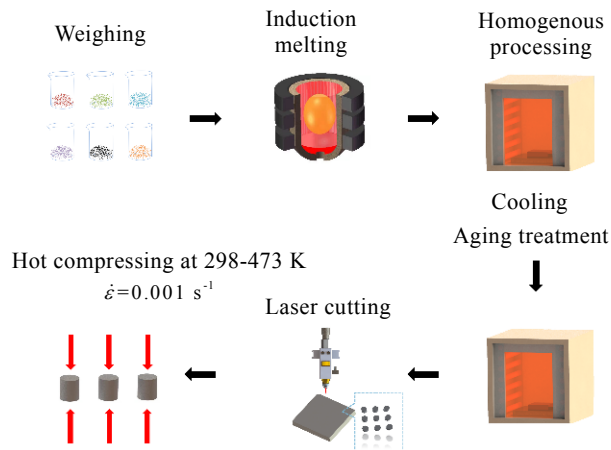 Weighing
Induction
melting
Homogenous
processing
Cooling
Aging treatment
Laser cutting
Hot compressing at 298-473 K
ε̇=0.001 s⁻¹